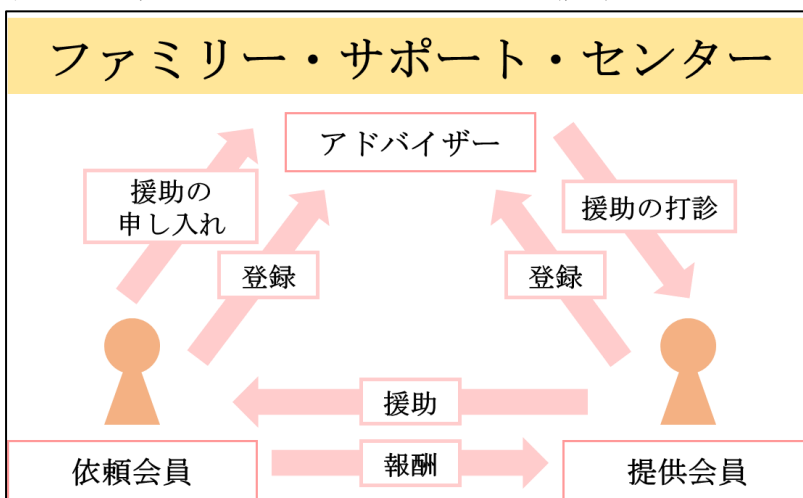 ファミリー・サポート・センター
アドバイザー
援助の
申し入れ
援助の打診
登録
登録
援助
報酬
依頼会員
提供会員